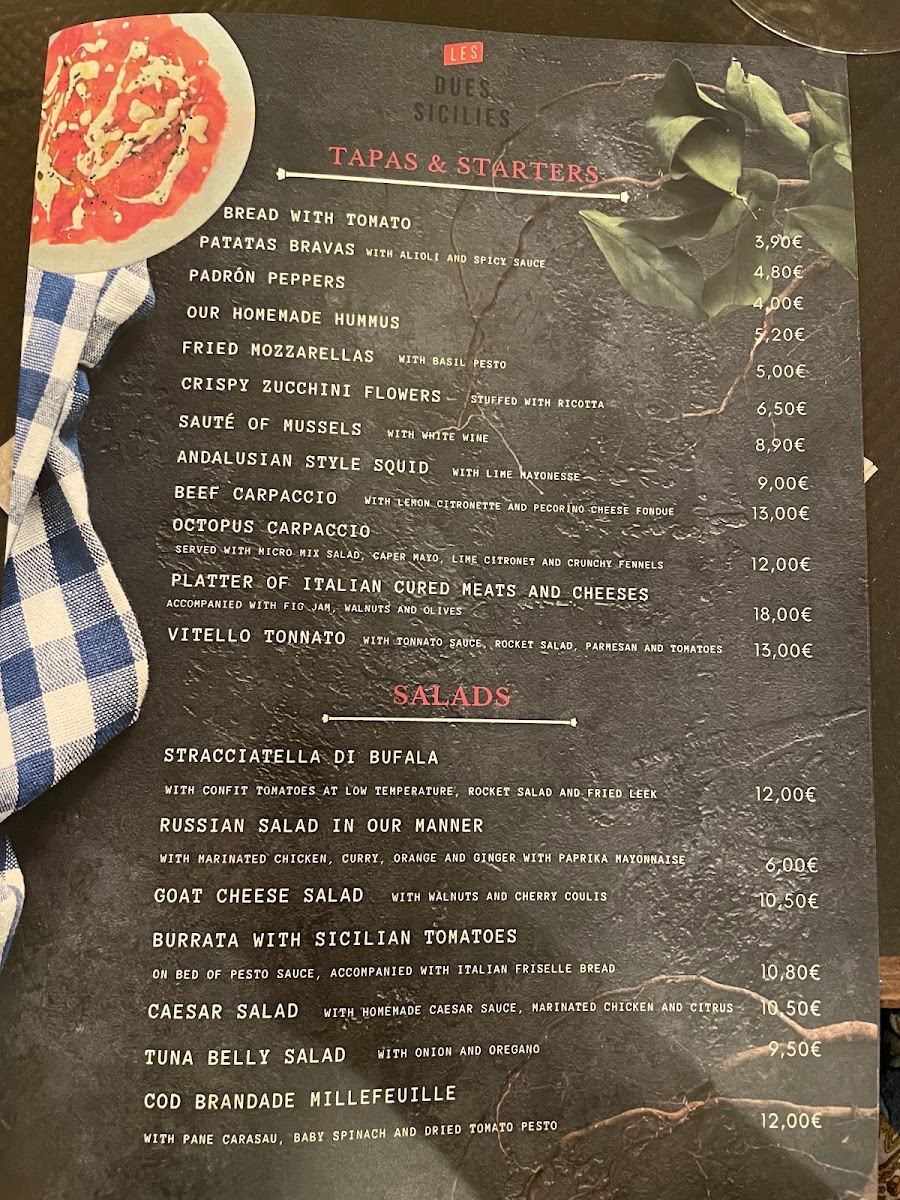 LES
DUES
SICILIES
TAPAS & STARTERS
BREAD WITH TOMATO 3,90€
PATATAS BRAVAS WITH ALIOLI AND SPICY SAUCE 4,80€
PADRÓN PEPPERS 4,00€
OUR HOMEMADE HUMMUS 5,20€
FRIED MOZZARELLAS WITH BASIL PESTO 5,00€
CRISPY ZUCCHINI FLOWERS STUFFED WITH RICOTTA 6,50€
SAUTÉ OF MUSSELS WITH WHITE WINE 8,90€
ANDALUSIAN STYLE SQUID WITH LIME MAYONESSE 9,00€
BEEF CARPACCIO WITH LEMON CITRONETTE AND PECORINO CHEESE FONDUE 13,00€
OCTOPUS CARPACCIO
SERVED WITH MICRO MIX SALAD, CAPER MAYO, LIME CITRONET AND CRUNCHY FENNELS 12,00€
PLATTER OF ITALIAN CURED MEATS AND CHEESES
ACCOMPANIED WITH FIG JAM, WALNUTS AND OLIVES 18,00€
VITELLO TONNATO WITH TONNATO SAUCE, ROCKET SALAD, PARMESAN AND TOMATOES 13,00€
SALADS
STRACCIATELLA DI BUFALA
WITH CONFIT TOMATOES AT LOW TEMPERATURE, ROCKET SALAD AND FRIED LEEK 12,00€
RUSSIAN SALAD IN OUR MANNER
WITH MARINATED CHICKEN, CURRY, ORANGE AND GINGER WITH PAPRIKA MAYONNAISE 6,00€
GOAT CHEESE SALAD WITH WALNUTS AND CHERRY COULIS 10,50€
BURRATA WITH SICILIAN TOMATOES
ON BED OF PESTO SAUCE, ACCOMPANIED WITH ITALIAN FRISELLE BREAD 10,80€
CAESAR SALAD WITH HOMEMADE CAESAR SAUCE, MARINATED CHICKEN AND CITRUS 10,50€
TUNA BELLY SALAD WITH ONION AND OREGANO 9,50€
COD BRANDADE MILLEFEUILLE
WITH PANE CARASAU, BABY SPINACH AND DRIED TOMATO PESTO 12,00€